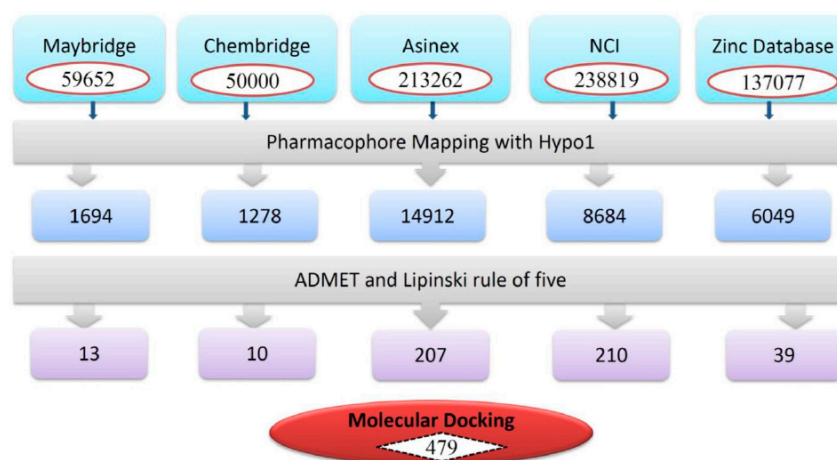 Maybridge Chembridge Asinex NCI Zinc Database
59652 50000 213262 238819 137077
Pharmacophore Mapping with Hypo1
1694 1278 14912 8684 6049
ADMET and Lipinski rule of five
13 10 207 210 39
Molecular Docking
479